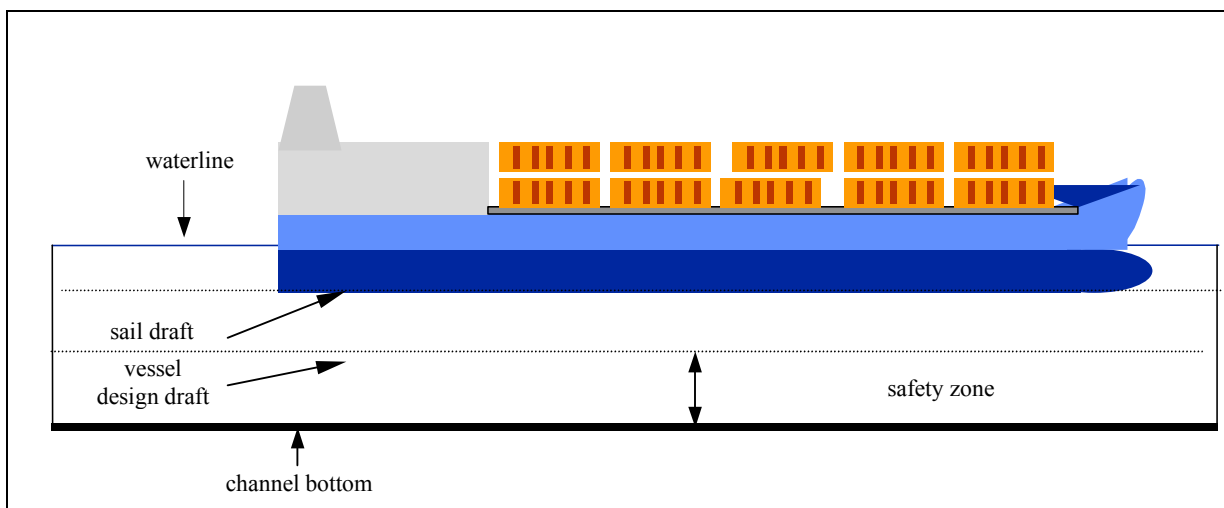 waterline
sail draft
vessel
design draft
safety zone
channel bottom